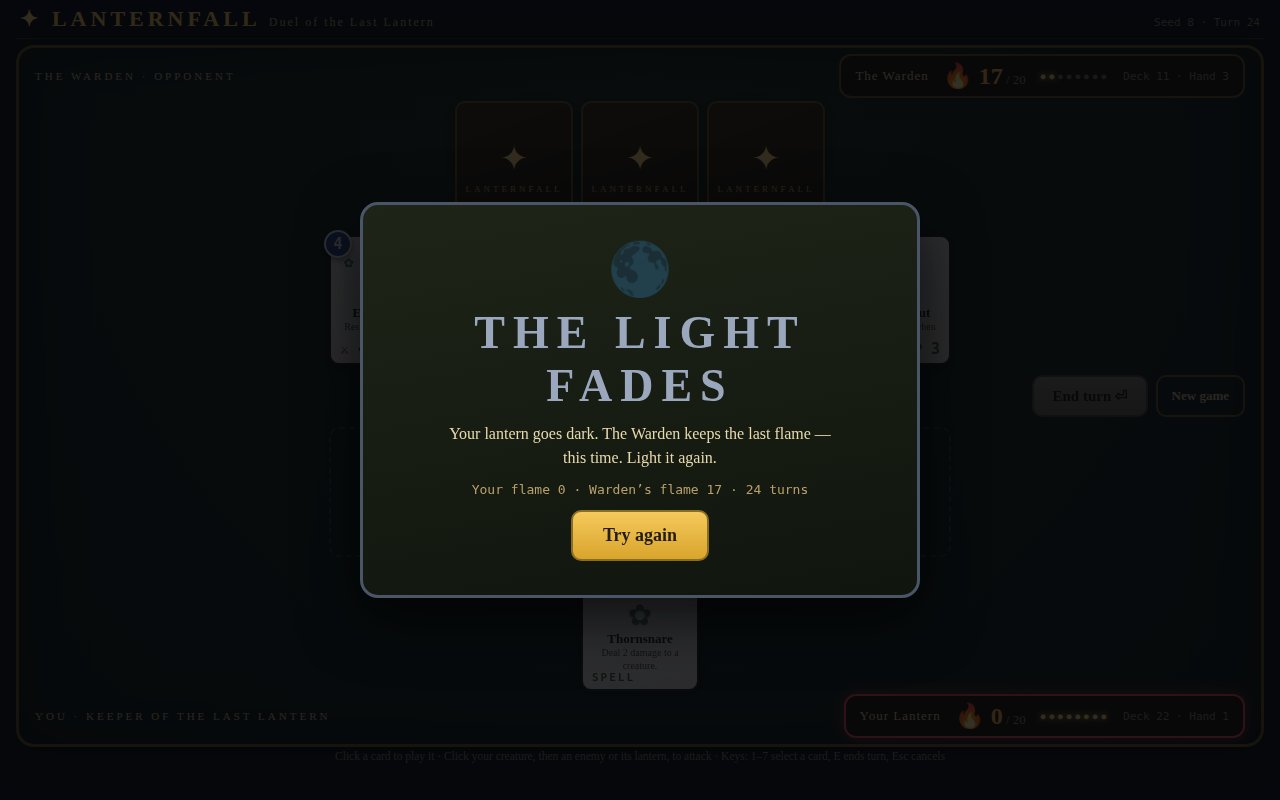 ✦ LANTERNFALL Duel of the Last Lantern
Seed 8 · Turn 24
THE WARDEN · OPPONENT
The Warden 17 / 20 Deck 11 · Hand 3
LANTERNFALL LANTERNFALL LANTERNFALL
4
3
THE LIGHT
FADES
Your lantern goes dark. The Warden keeps the last flame —
this time. Light it again.
Your flame 0 · Warden’s flame 17 · 24 turns
Try again
End turn ⏎
New game
Thornsnare
Deal 2 damage to a
creature.
SPELL
YOU · KEEPER OF THE LAST LANTERN
Your Lantern 0 / 20 Deck 22 · Hand 1
Click a card to play it · Click your creature, then an enemy or its lantern, to attack · Keys: 1–7 select a card, E ends turn, Esc cancels